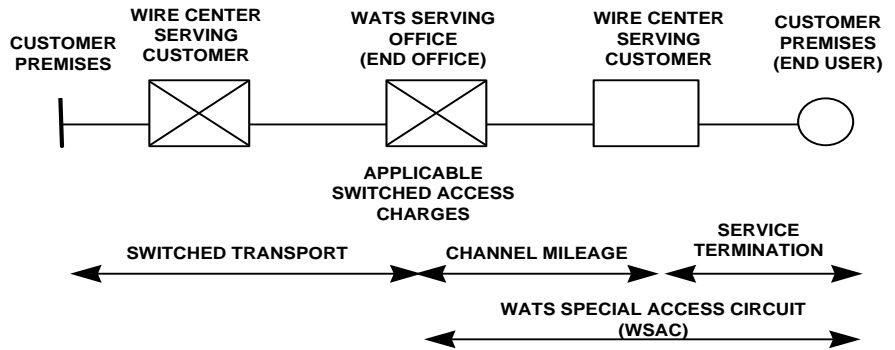 CUSTOMER
PREMISES
WIRE CENTER
SERVING
CUSTOMER
WATS SERVING
OFFICE
(END OFFICE)
WIRE CENTER
SERVING
CUSTOMER
CUSTOMER
PREMISES
(END USER)
APPLICABLE
SWITCHED ACCESS
CHARGES
SWITCHED TRANSPORT
CHANNEL MILEAGE
SERVICE
TERMINATION
WATS SPECIAL ACCESS CIRCUIT
(WSAC)